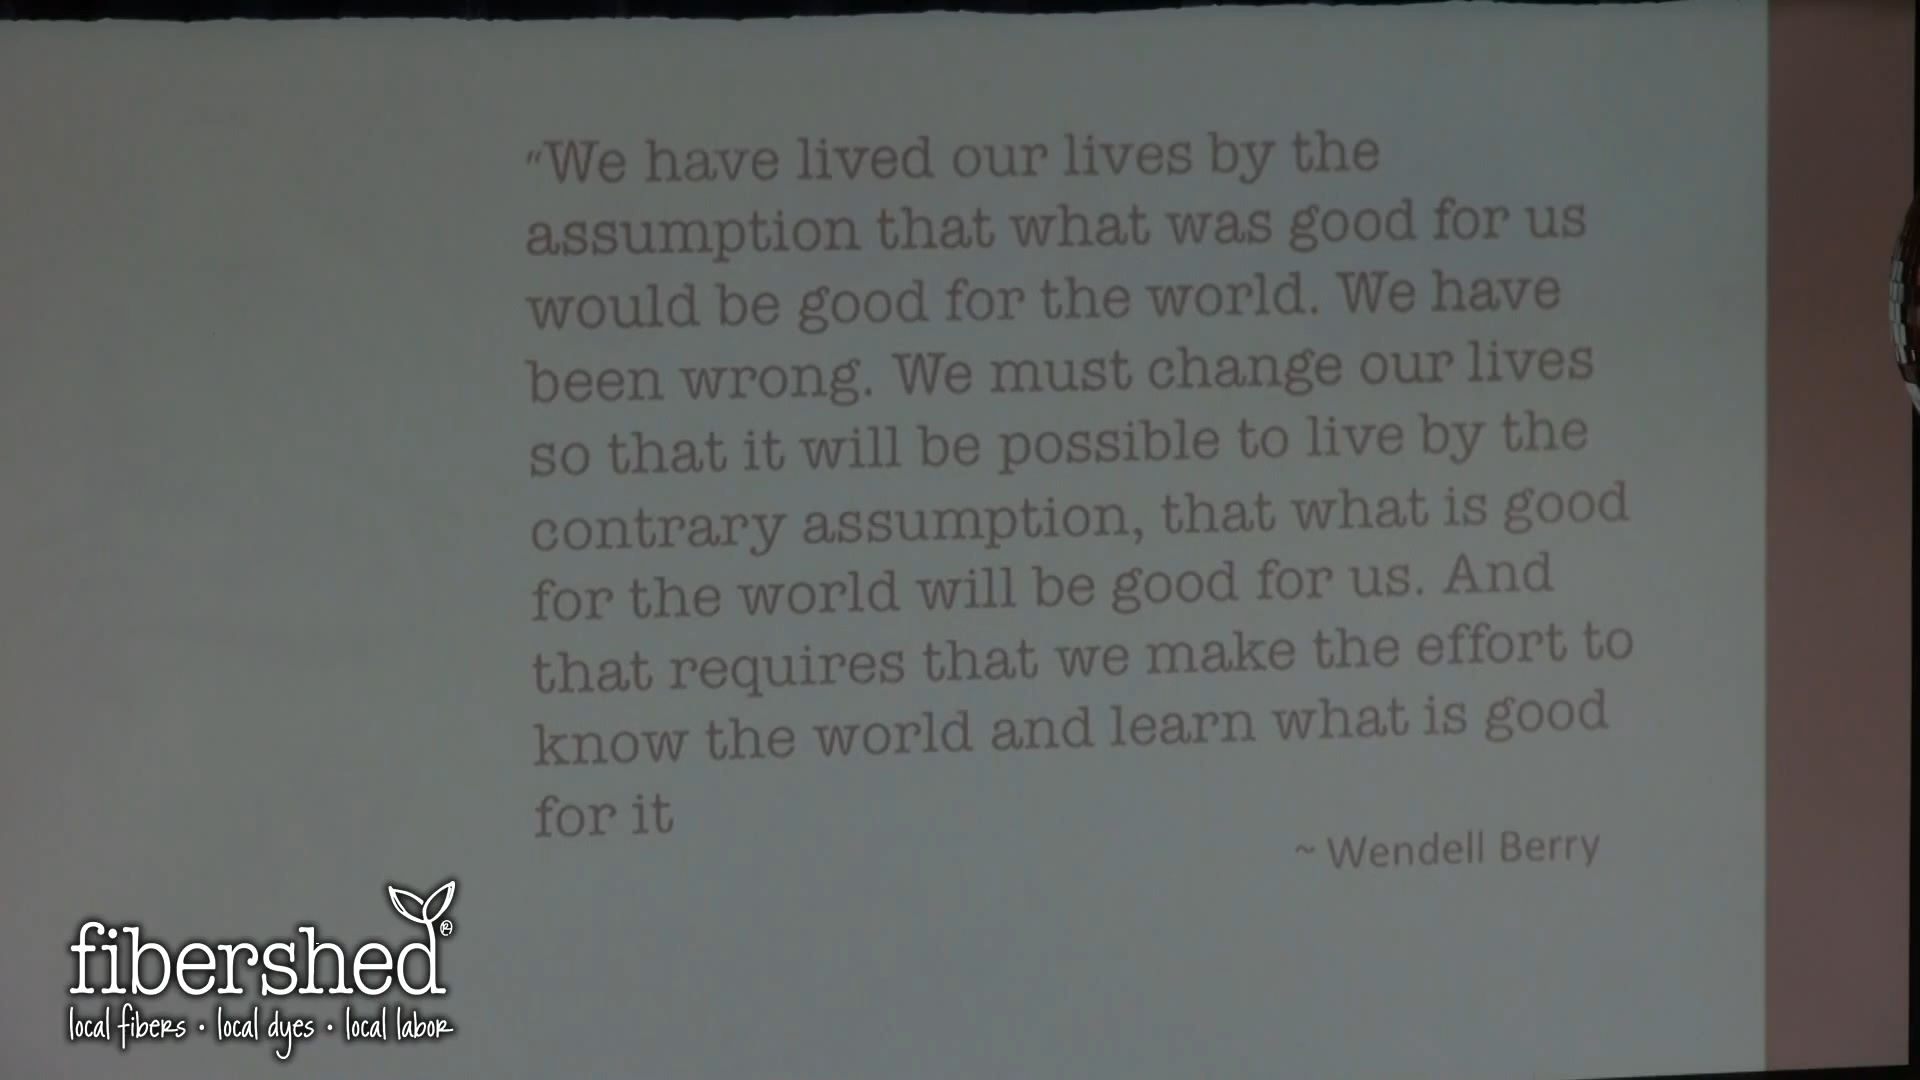 "We have lived our lives by the
assumption that what was good for us
would be good for the world. We have
been wrong. We must change our lives
so that it will be possible to live by the
contrary assumption, that what is good
for the world will be good for us. And
that requires that we make the effort to
know the world and learn what is good
for it
~ Wendell Berry
fibershed®
local fibers · local dyes · local labor